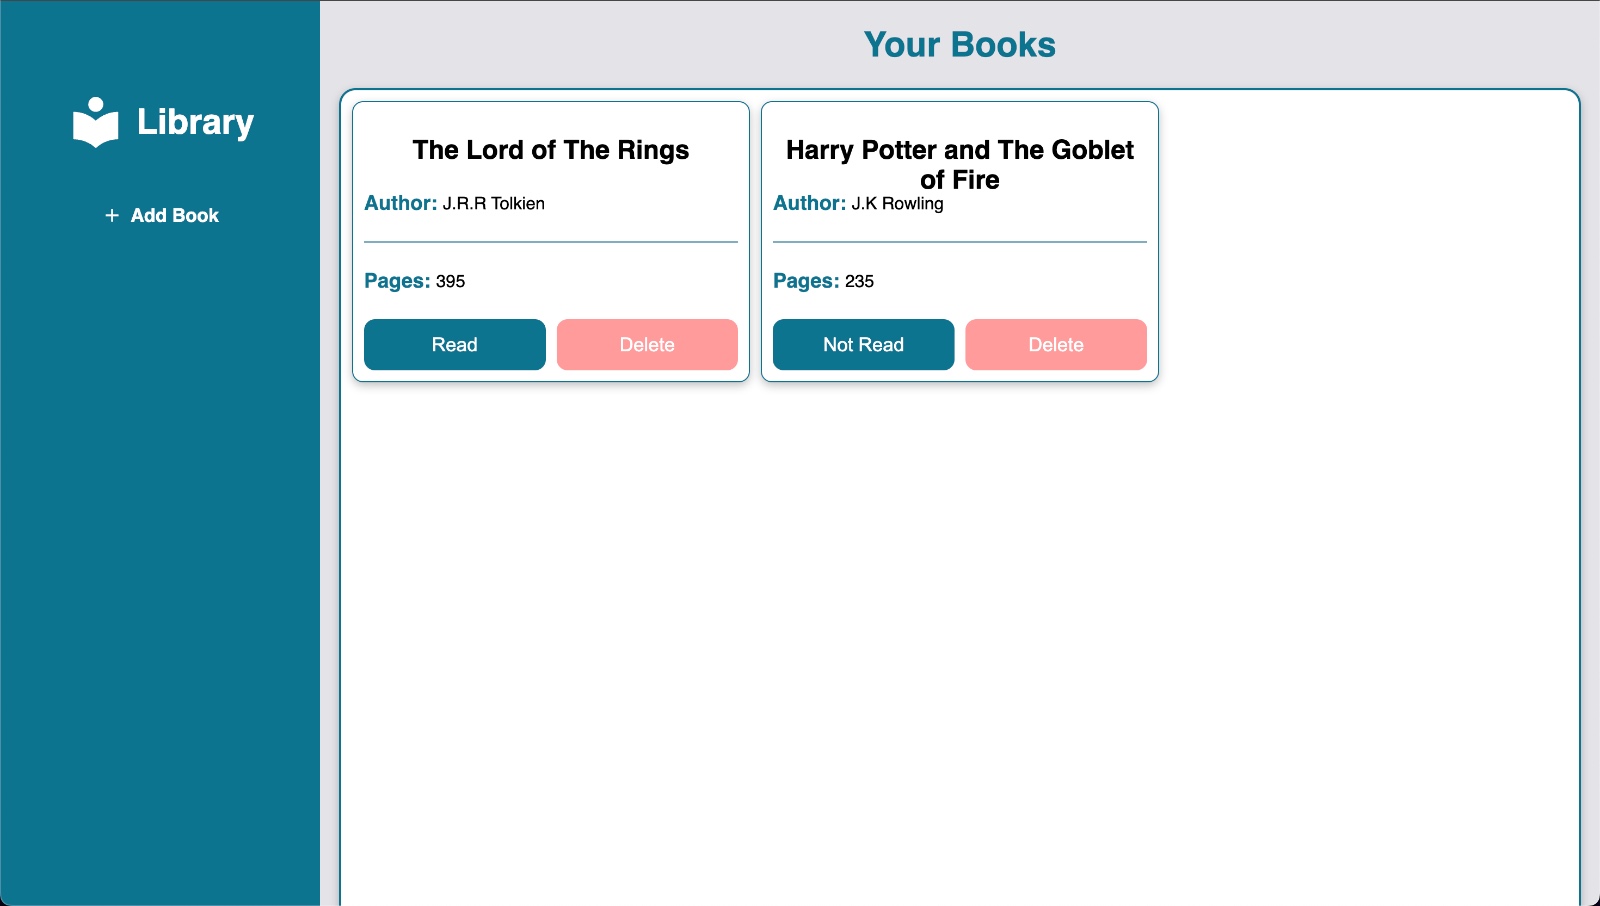 Library
+ Add Book
Your Books
The Lord of The Rings
Author: J.R.R Tolkien
Pages: 395
Read Delete
Harry Potter and The Goblet
of Fire
Author: J.K Rowling
Pages: 235
Not Read Delete